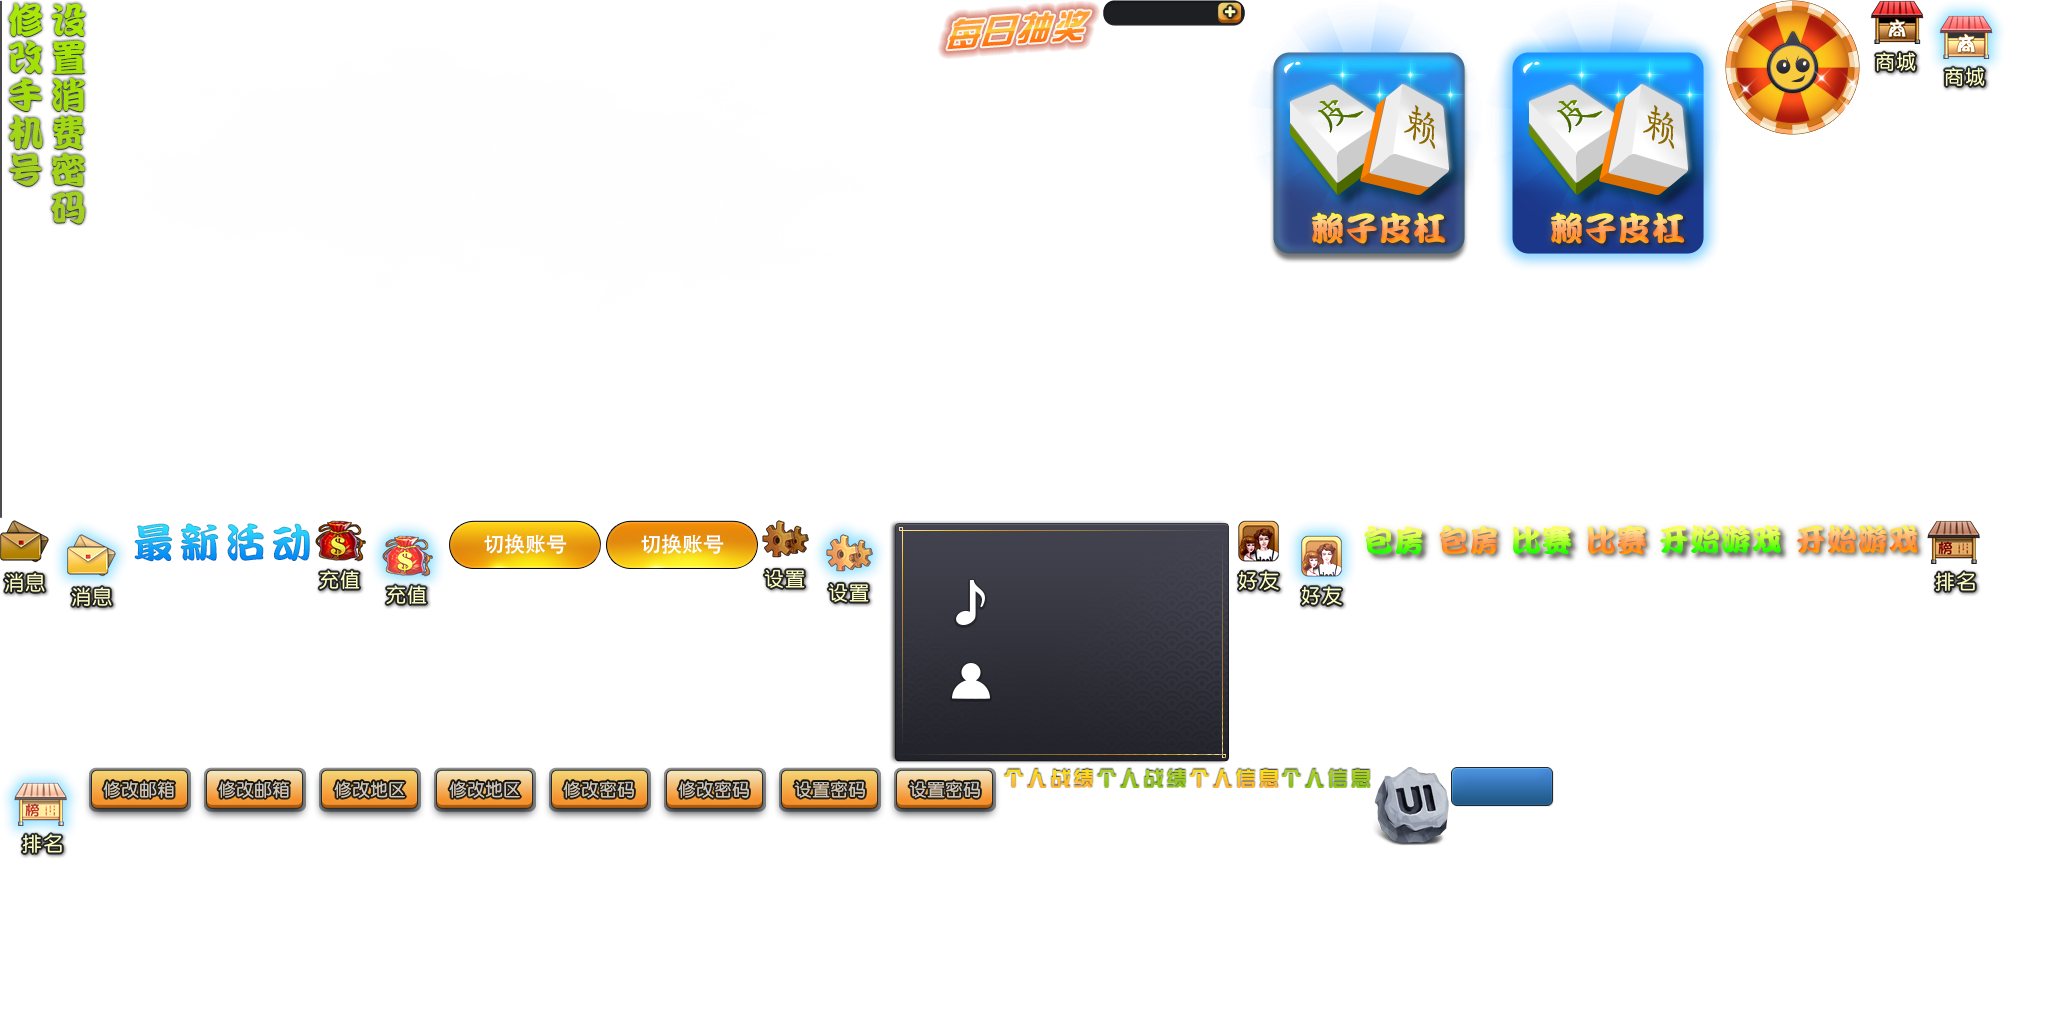 修改手机号
设置消费密码
每日抽奖
皮
赖
赖子皮杠
皮
赖
赖子皮杠
商
商城
商
商城
消息
消息
最新活动
$
充值
$
充值
切换账号
切换账号
设置
设置
好友
好友
包房
包房
比赛
比赛
开始游戏
开始游戏
榜
排名
榜
排名
修改邮箱
修改邮箱
修改地区
修改地区
修改密码
修改密码
设置密码
设置密码
个人战绩
个人战绩
个人信息
个人信息
UI